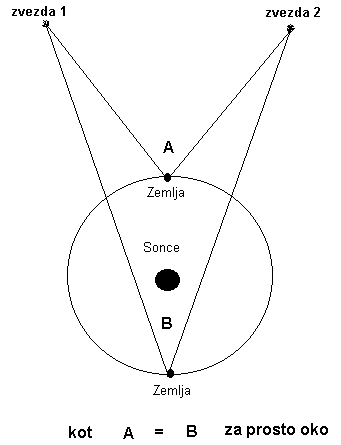 zvezda 1 zvezda 2
A
Zemlja
Sonce
B
Zemlja
kot A = B za prosto oko